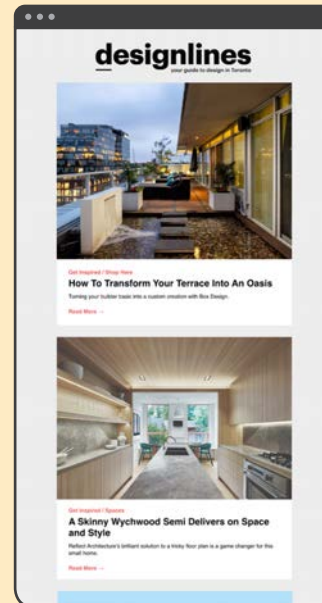 designlines
your guide to design in Toronto
Get Inspired / Shop Here
How To Transform Your Terrace Into An Oasis
Turning your builder basic into a custom creation with Box Design.
Read More →
Get Inspired / Spaces
A Skinny Wychwood Semi Delivers on Space
and Style
Reflect Architecture's brilliant solution to a tricky floor plan is a game changer for this
small home.
Read More →